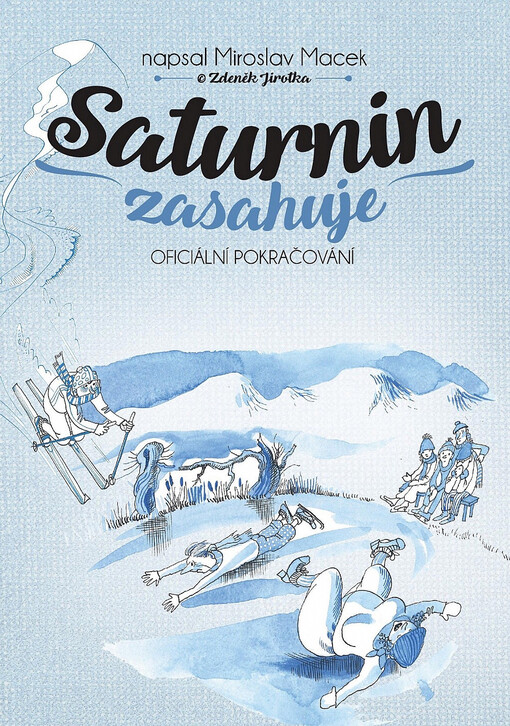 napsal Miroslav Macek
© Zdeněk Jirotka
Saturnin
zasahuje
OFICIÁLNÍ POKRAČOVÁNÍ